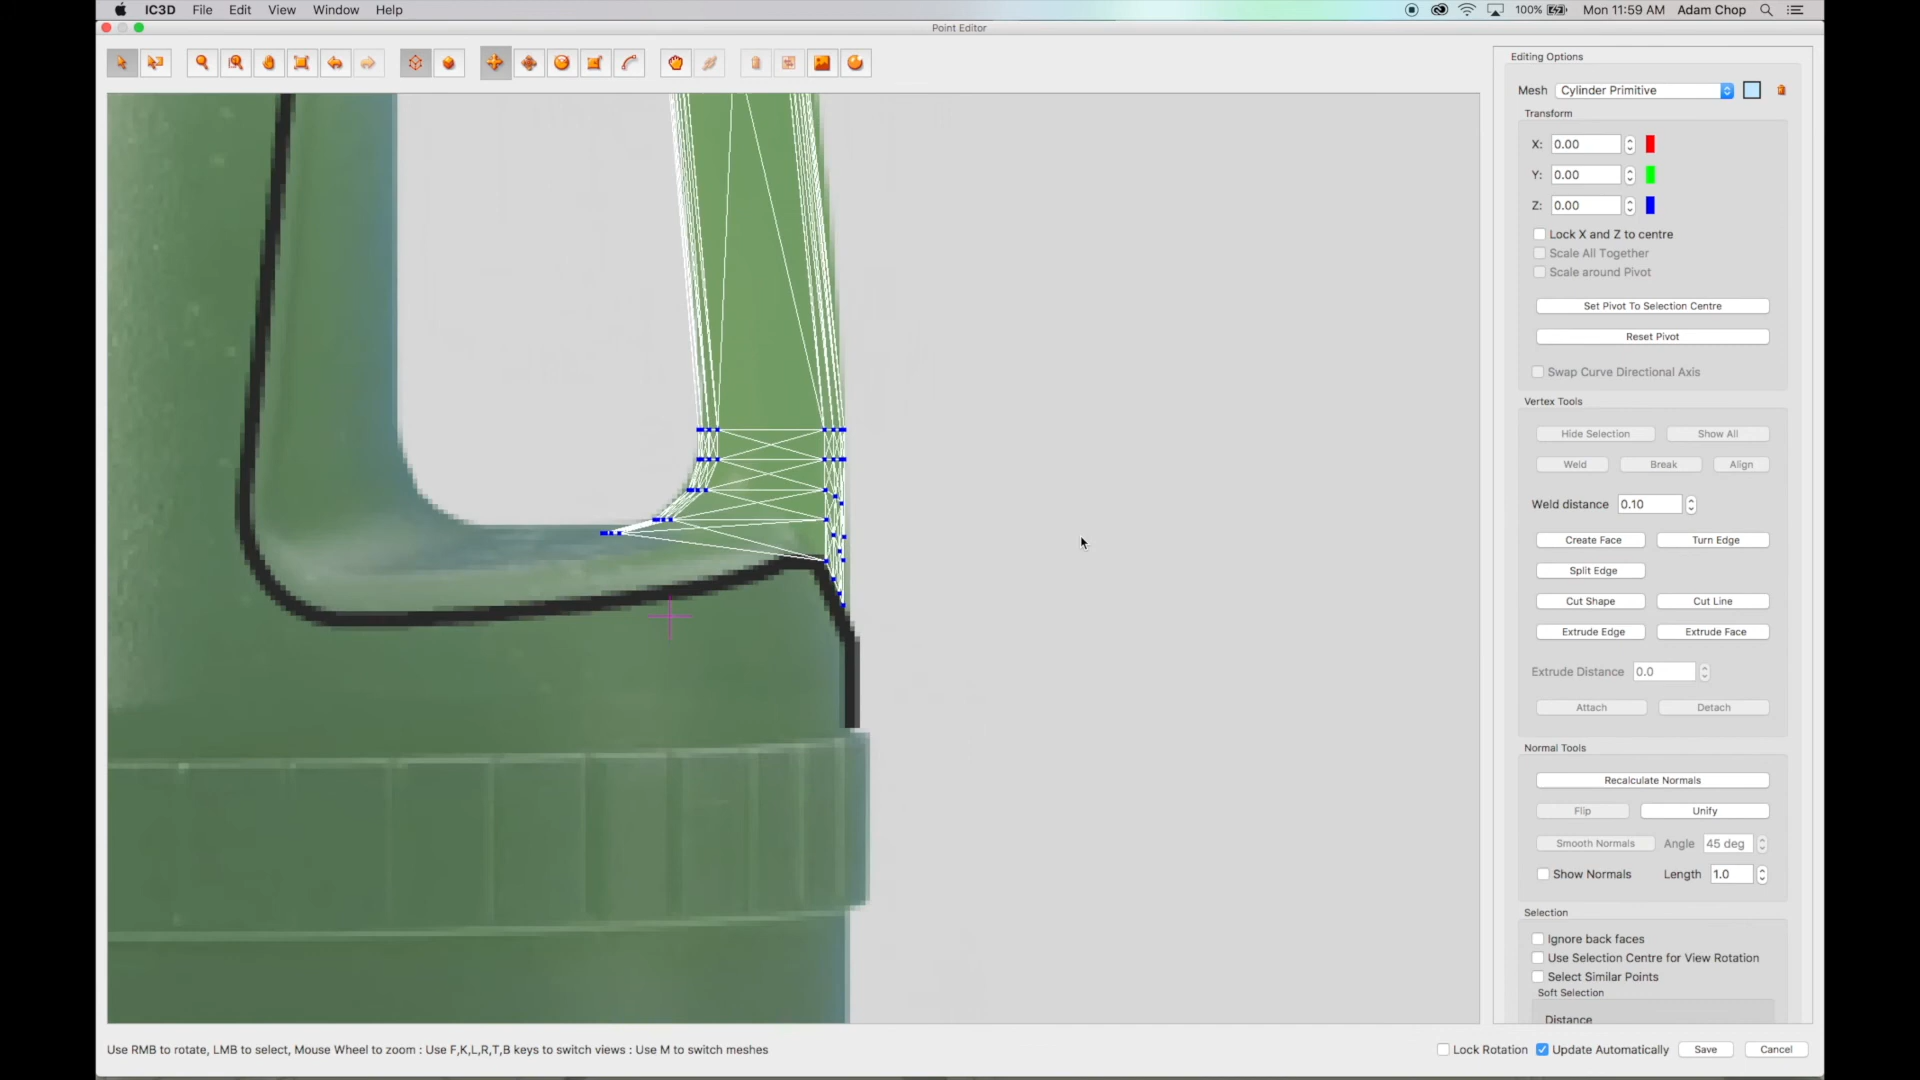 IC3D File Edit View Window Help 100% Mon 11:59 AM Adam Chop
Point Editor
Editing Options
Mesh Cylinder Primitive
Transform
X: 0.00
Y: 0.00
Z: 0.00
Lock X and Z to centre
Scale All Together
Scale around Pivot
Set Pivot To Selection Centre
Reset Pivot
Swap Curve Directional Axis
Vertex Tools
Hide Selection Show All
Weld Break Align
Weld distance 0.10
Create Face Turn Edge
Split Edge
Cut Shape Cut Line
Extrude Edge Extrude Face
Extrude Distance 0.0
Attach Detach
Normal Tools
Recalculate Normals
Flip Unify
Smooth Normals Angle 45 deg
Show Normals Length 1.0
Selection
Ignore back faces
Use Selection Centre for View Rotation
Select Similar Points
Soft Selection
Distance
Use RMB to rotate, LMB to select, Mouse Wheel to zoom : Use F,K,L,R,T,B keys to switch views : Use M to switch meshes Lock Rotation Update Automatically Save Cancel